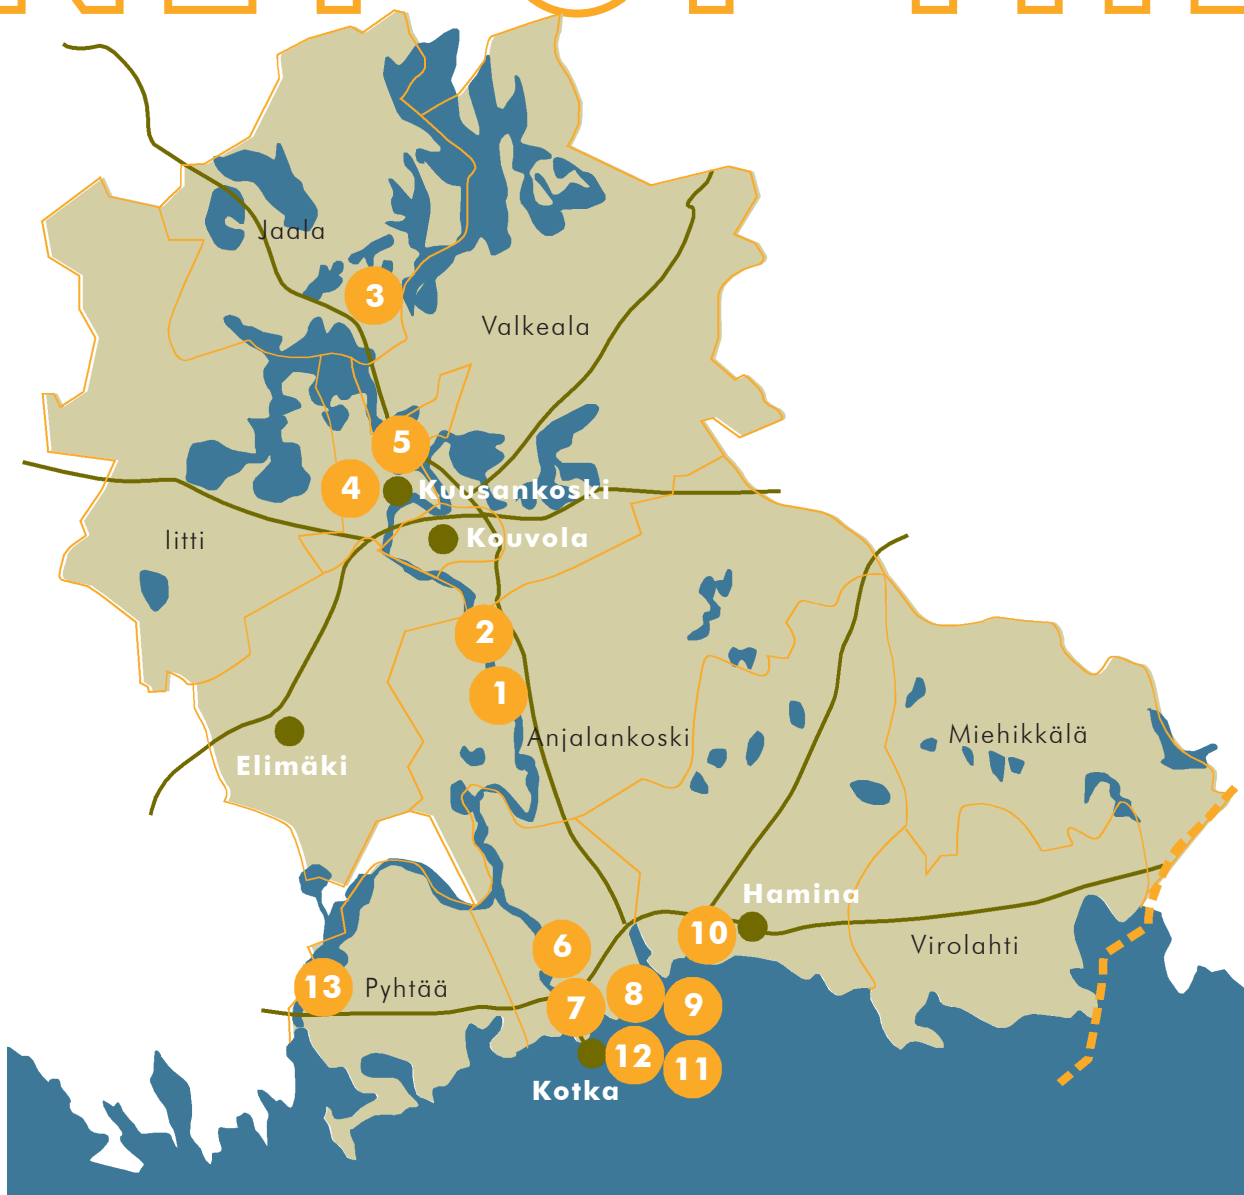 Jaala
3
Valkeala
5
4
Kuusankoski
Iitti
Kouvola
2
1
Anjalankoski
Miehikkälä
Elimäki
Hamina
10
6
Virolahti
13
Pyhtää
7
8
9
12
11
Kotka